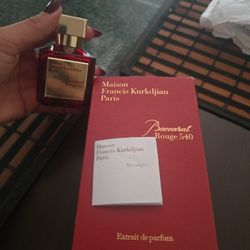 Maison
Francis Kurkdjian
Paris
Baccarat
Rouge 540
Maison
Francis Kurkdjian
Paris
Extrait de parfum